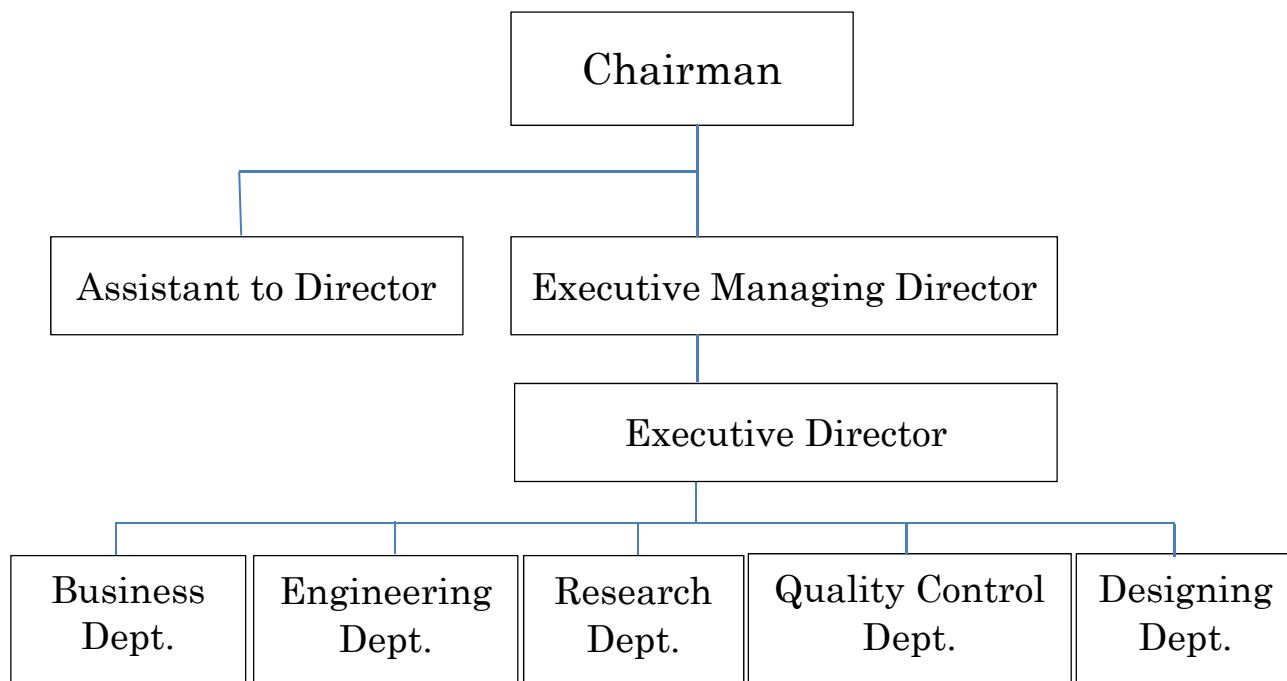 Chairman
Assistant to Director
Executive Managing Director
Executive Director
Business
Dept.
Engineering
Dept.
Research
Dept.
Quality Control
Dept.
Designing
Dept.